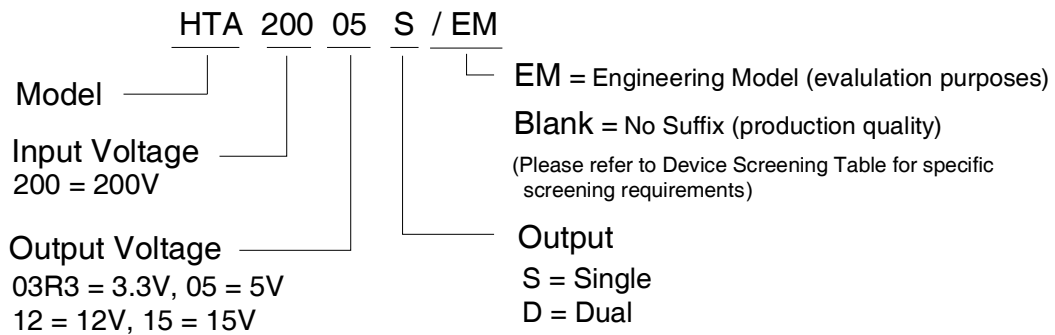 HTA 200 05 S / EM
Model
Input Voltage
200 = 200V
Output Voltage
03R3 = 3.3V, 05 = 5V
12 = 12V, 15 = 15V
EM = Engineering Model (evalulation purposes)
Blank = No Suffix (production quality)
(Please refer to Device Screening Table for specific
screening requirements)
Output
S = Single
D = Dual